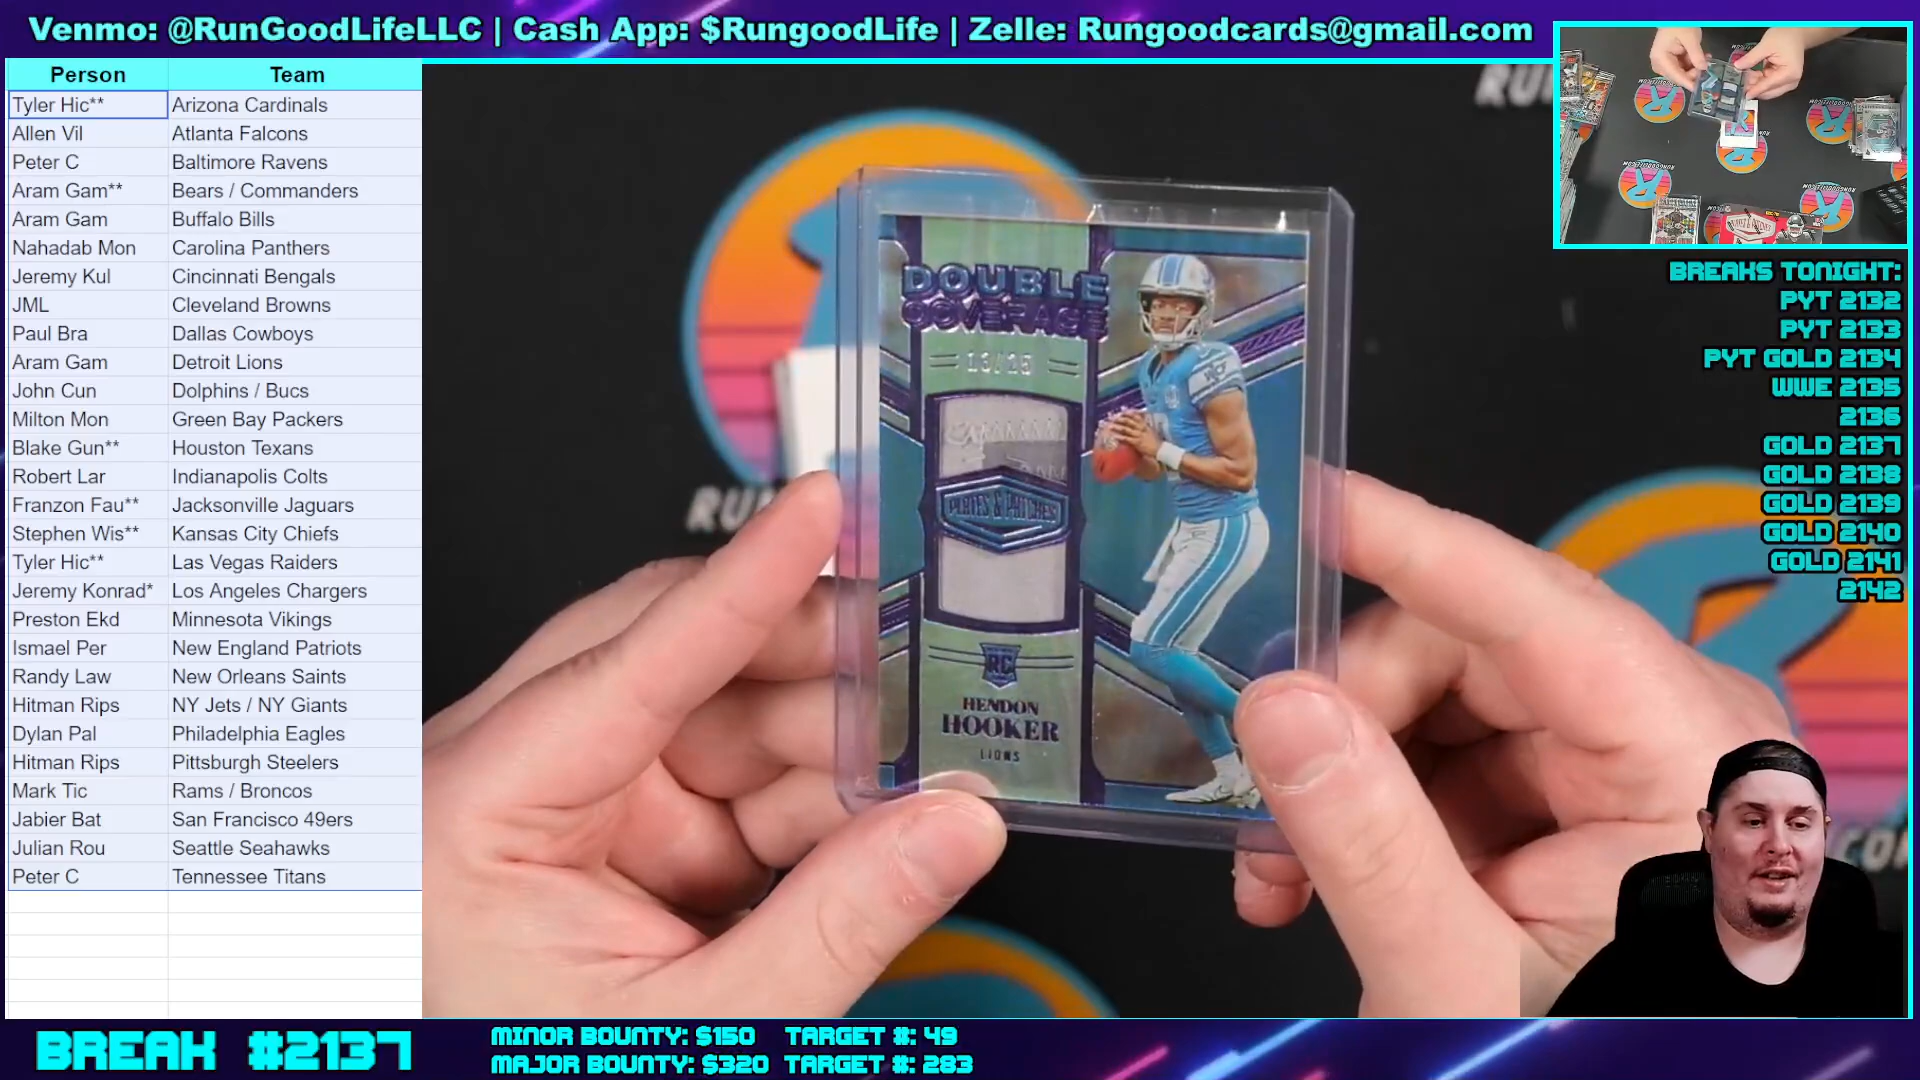 Venmo: @RunGoodLifeLLC | Cash App: $RungoodLife | Zelle: Rungoodcards@gmail.com
Person Team
Tyler Hic** Arizona Cardinals
Allen Vil Atlanta Falcons
Peter C Baltimore Ravens
Aram Gam** Bears / Commanders
Aram Gam Buffalo Bills
Nahadab Mon Carolina Panthers
Jeremy Kul Cincinnati Bengals
JML Cleveland Browns
Paul Bra Dallas Cowboys
Aram Gam Detroit Lions
John Cun Dolphins / Bucs
Milton Mon Green Bay Packers
Blake Gun** Houston Texans
Robert Lar Indianapolis Colts
Franzon Fau** Jacksonville Jaguars
Stephen Wis** Kansas City Chiefs
Tyler Hic** Las Vegas Raiders
Jeremy Konrad* Los Angeles Chargers
Preston Ekd Minnesota Vikings
Ismael Per New England Patriots
Randy Law New Orleans Saints
Hitman Rips NY Jets / NY Giants
Dylan Pal Philadelphia Eagles
Hitman Rips Pittsburgh Steelers
Mark Tic Rams / Broncos
Jabier Bat San Francisco 49ers
Julian Rou Seattle Seahawks
Peter C Tennessee Titans
DOUBLE
COVERAGE
13/25
PLATES & PATCHES
RC
HENDON
HOOKER
LIONS
BREAKS TONIGHT:
PYT 2132
PYT 2133
PYT GOLD 2134
WWE 2135
2136
GOLD 2137
GOLD 2138
GOLD 2139
GOLD 2140
GOLD 2141
2142
BREAK #2137
MINOR BOUNTY: $150 TARGET #: 49
MAJOR BOUNTY: $320 TARGET #: 283